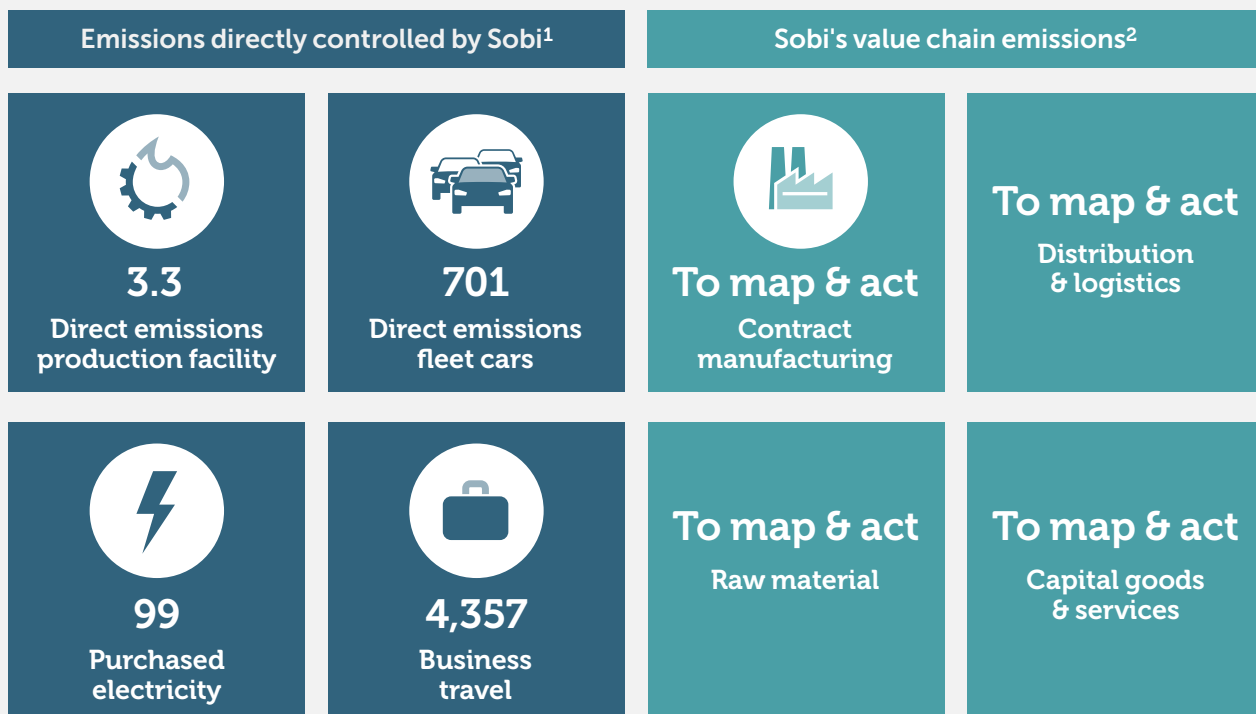 Emissions directly controlled by Sobi¹
Sobi's value chain emissions²
3.3
Direct emissions
production facility
701
Direct emissions
fleet cars
To map & act
Contract
manufacturing
To map & act
Distribution
& logistics
99
Purchased
electricity
4,357
Business
travel
To map & act
Raw material
To map & act
Capital goods
& services